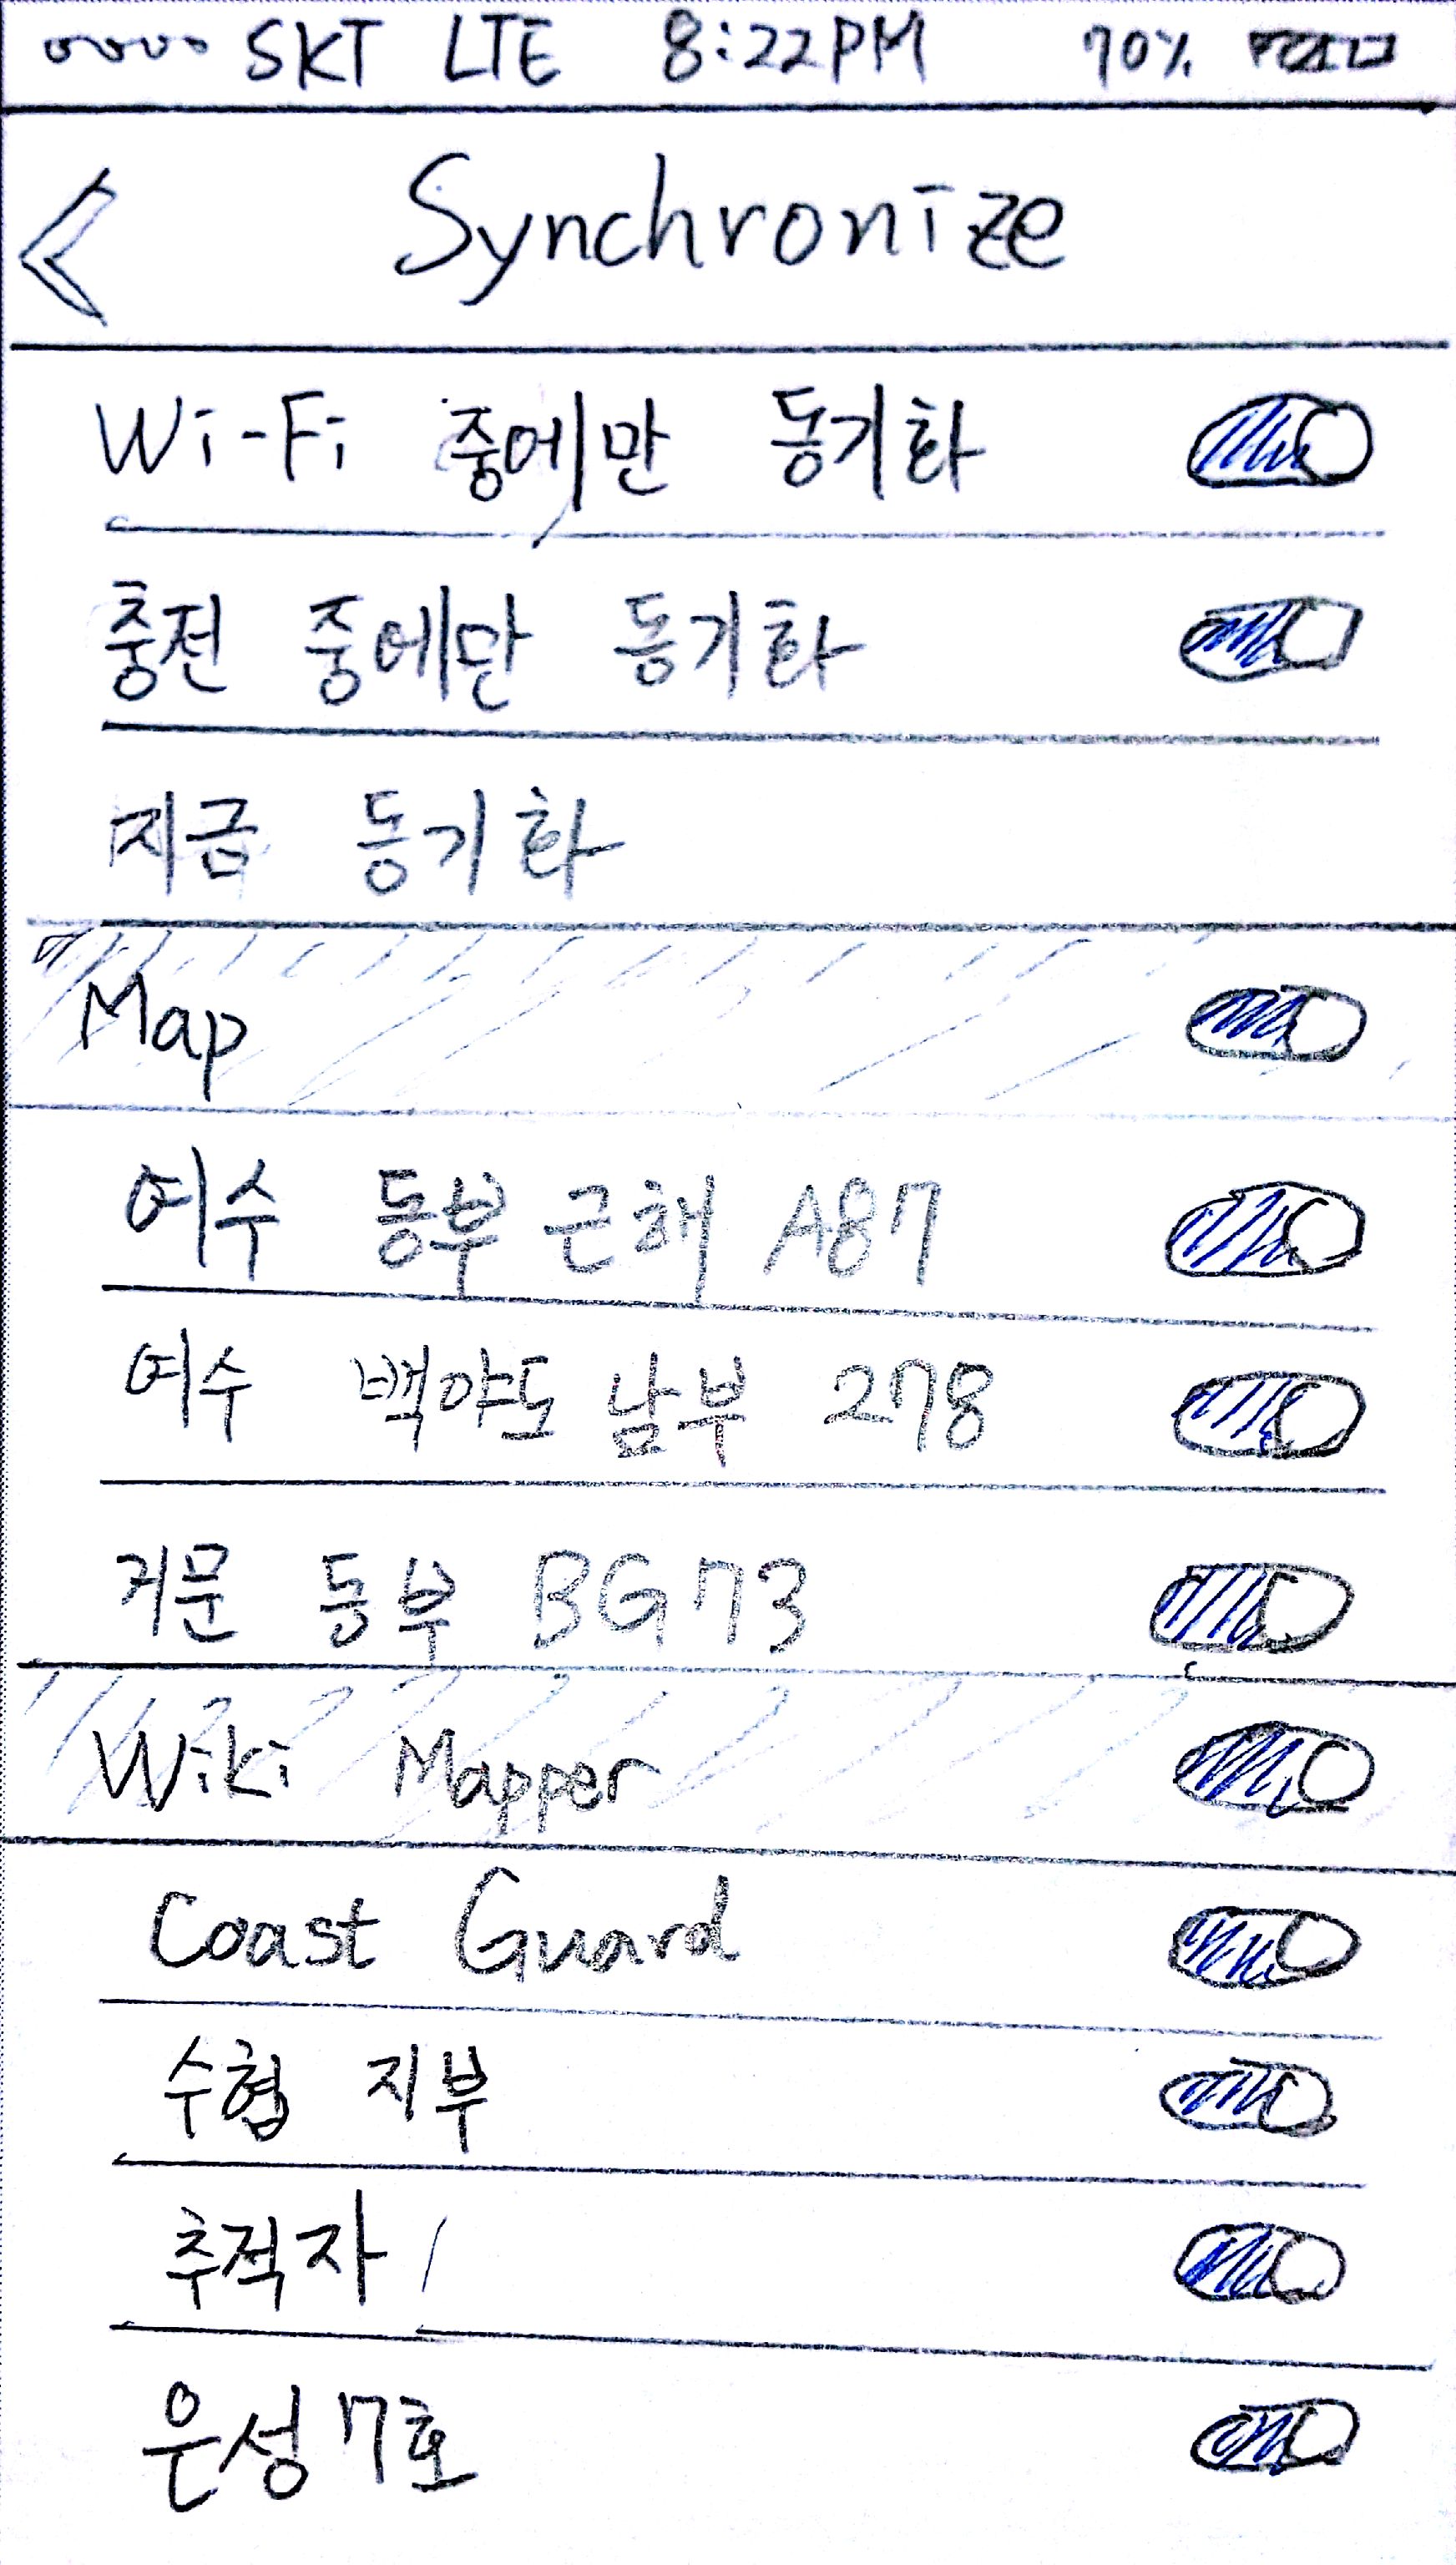 SKT LTE 8:22PM 70%
Synchronize
Wi-Fi 중에만 동기화
충전 중에만 동기화
지금 동기화
Map
여수 동부 근해 A87
여수 백야도 남부 278
거문 동부 BG73
Wiki Mapper
Coast Guard
수협 지부
추적자
은성 7호